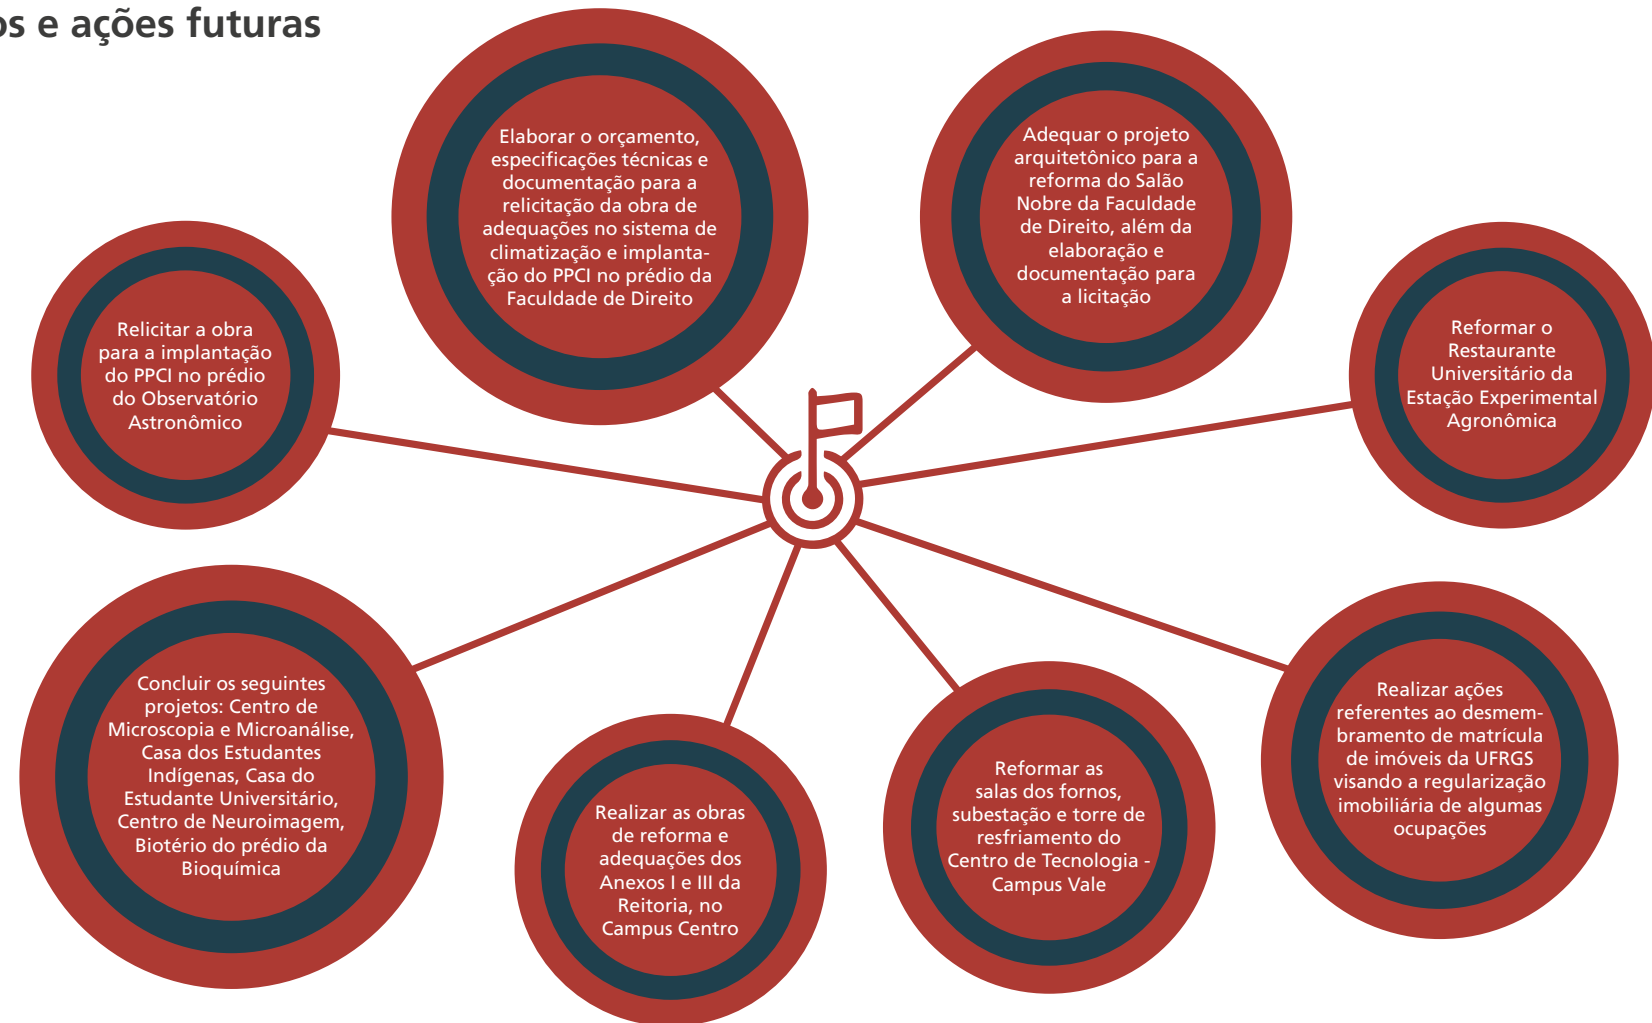 os e ações futuras
Elaborar o orçamento,
especificações técnicas e
documentação para a
relicitação da obra de
adequações no sistema de
climatização e implanta-
ção do PPCI no prédio da
Faculdade de Direito
Adequar o projeto
arquitetônico para a
reforma do Salão
Nobre da Faculdade
de Direito, além da
elaboração e
documentação para
a licitação
Relicitar a obra
para a implantação
do PPCI no prédio
do Observatório
Astronômico
Reformar o
Restaurante
Universitário da
Estação Experimental
Agronômica
Concluir os seguintes
projetos: Centro de
Microscopia e Microanálise,
Casa dos Estudantes
Indígenas, Casa do
Estudante Universitário,
Centro de Neuroimagem,
Biotério do prédio da
Bioquímica
Realizar as obras
de reforma e
adequações dos
Anexos I e III da
Reitoria, no
Campus Centro
Reformar as
salas dos fornos,
subestação e torre de
resfriamento do
Centro de Tecnologia -
Campus Vale
Realizar ações
referentes ao desmem-
bramento de matrícula
de imóveis da UFRGS
visando a regularização
imobiliária de algumas
ocupações